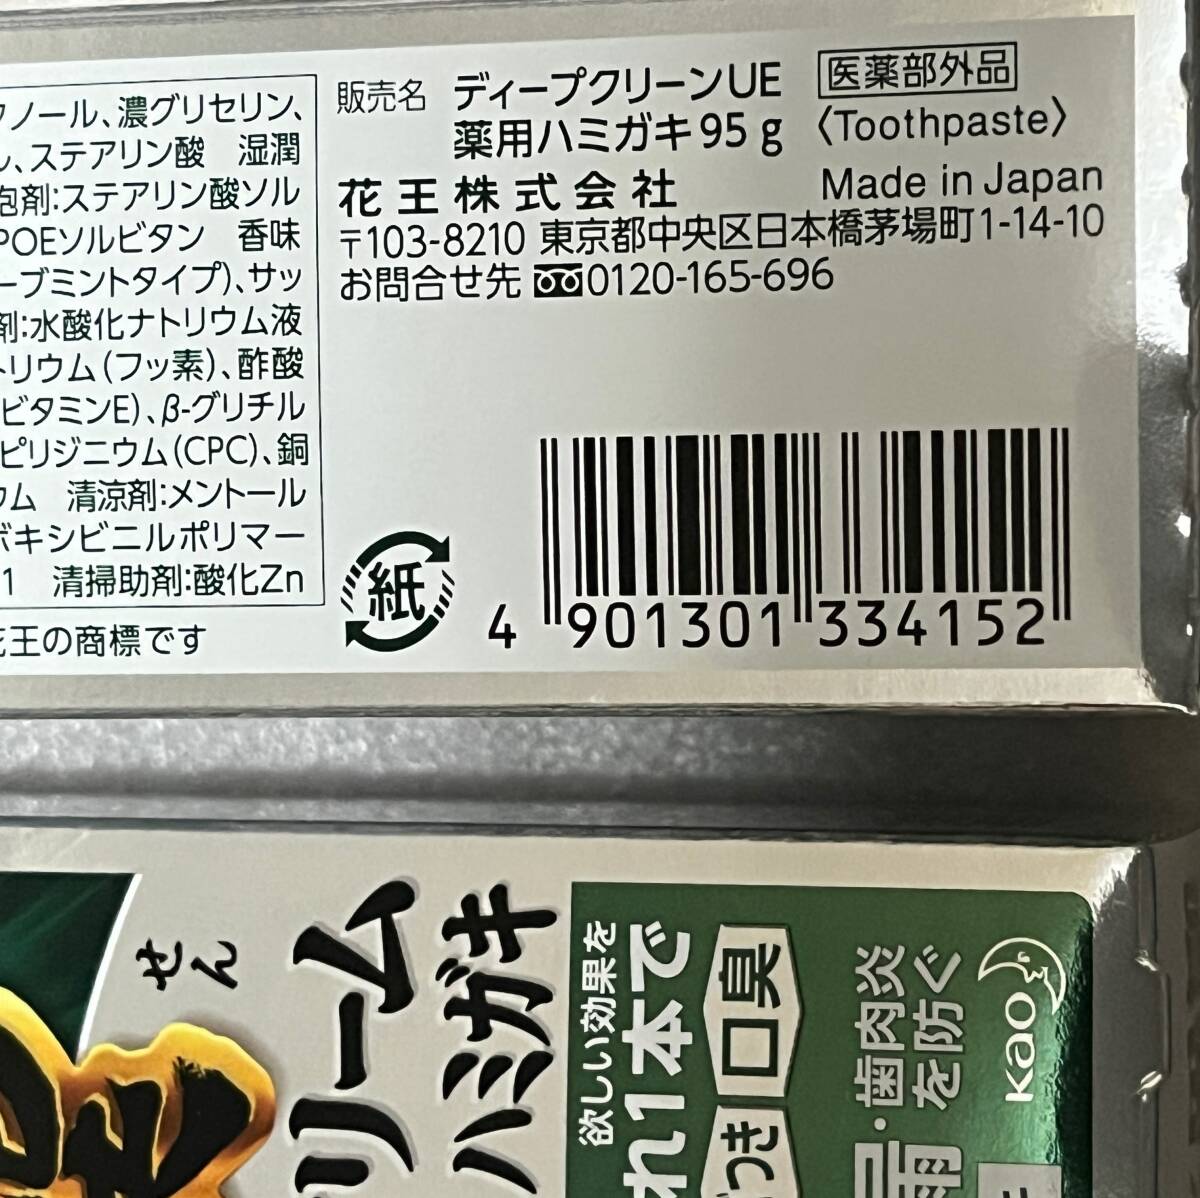 クノール、濃グリセリン、
ステアリン酸 湿潤
泡剤:ステアリン酸ソル
POEソルビタン 香味
ーブミントタイプ)、サッ
剤:水酸化ナトリウム液
トリウム(フッ素)、酢酸
ビタミンE)、β-グリチル
ピリジニウム(CPC)、銅
ウム 清涼剤:メントール
ボキシビニルポリマー
1 清掃助剤:酸化Zn
花王の商標です
販売名 ディープクリーンUE
薬用ハミガキ95g
医薬部外品
〈Toothpaste〉
花王株式会社
Made in Japan
〒103-8210 東京都中央区日本橋茅場町1-14-10
お問合せ先 0120-165-696
紙
4 901301 334152
せん
リーム
ハミガキ
欲しい効果を
れ1本で
口臭
つき
・歯肉炎
を防ぐ
Kao